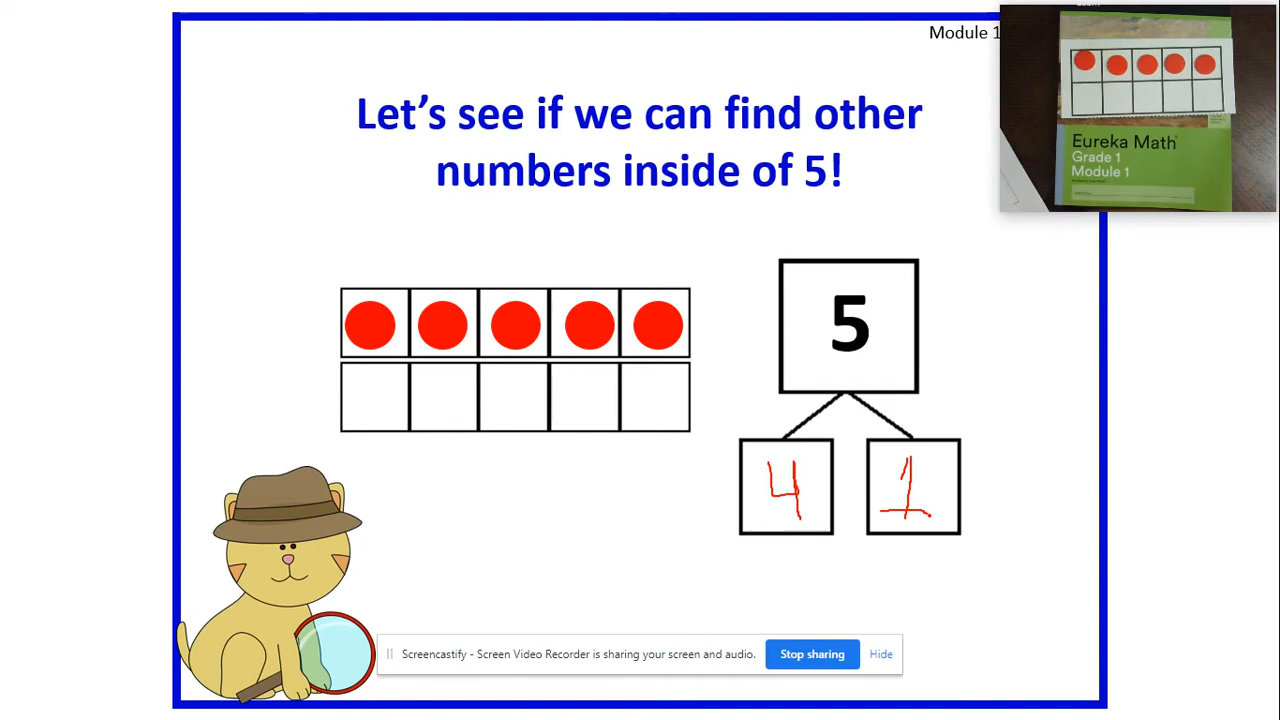 Module 1
Let's see if we can find other
numbers inside of 5!
Eureka Math
Grade 1
Module 1
5
4 1
Screencastify - Screen Video Recorder is sharing your screen and audio.
Stop sharing
Hide